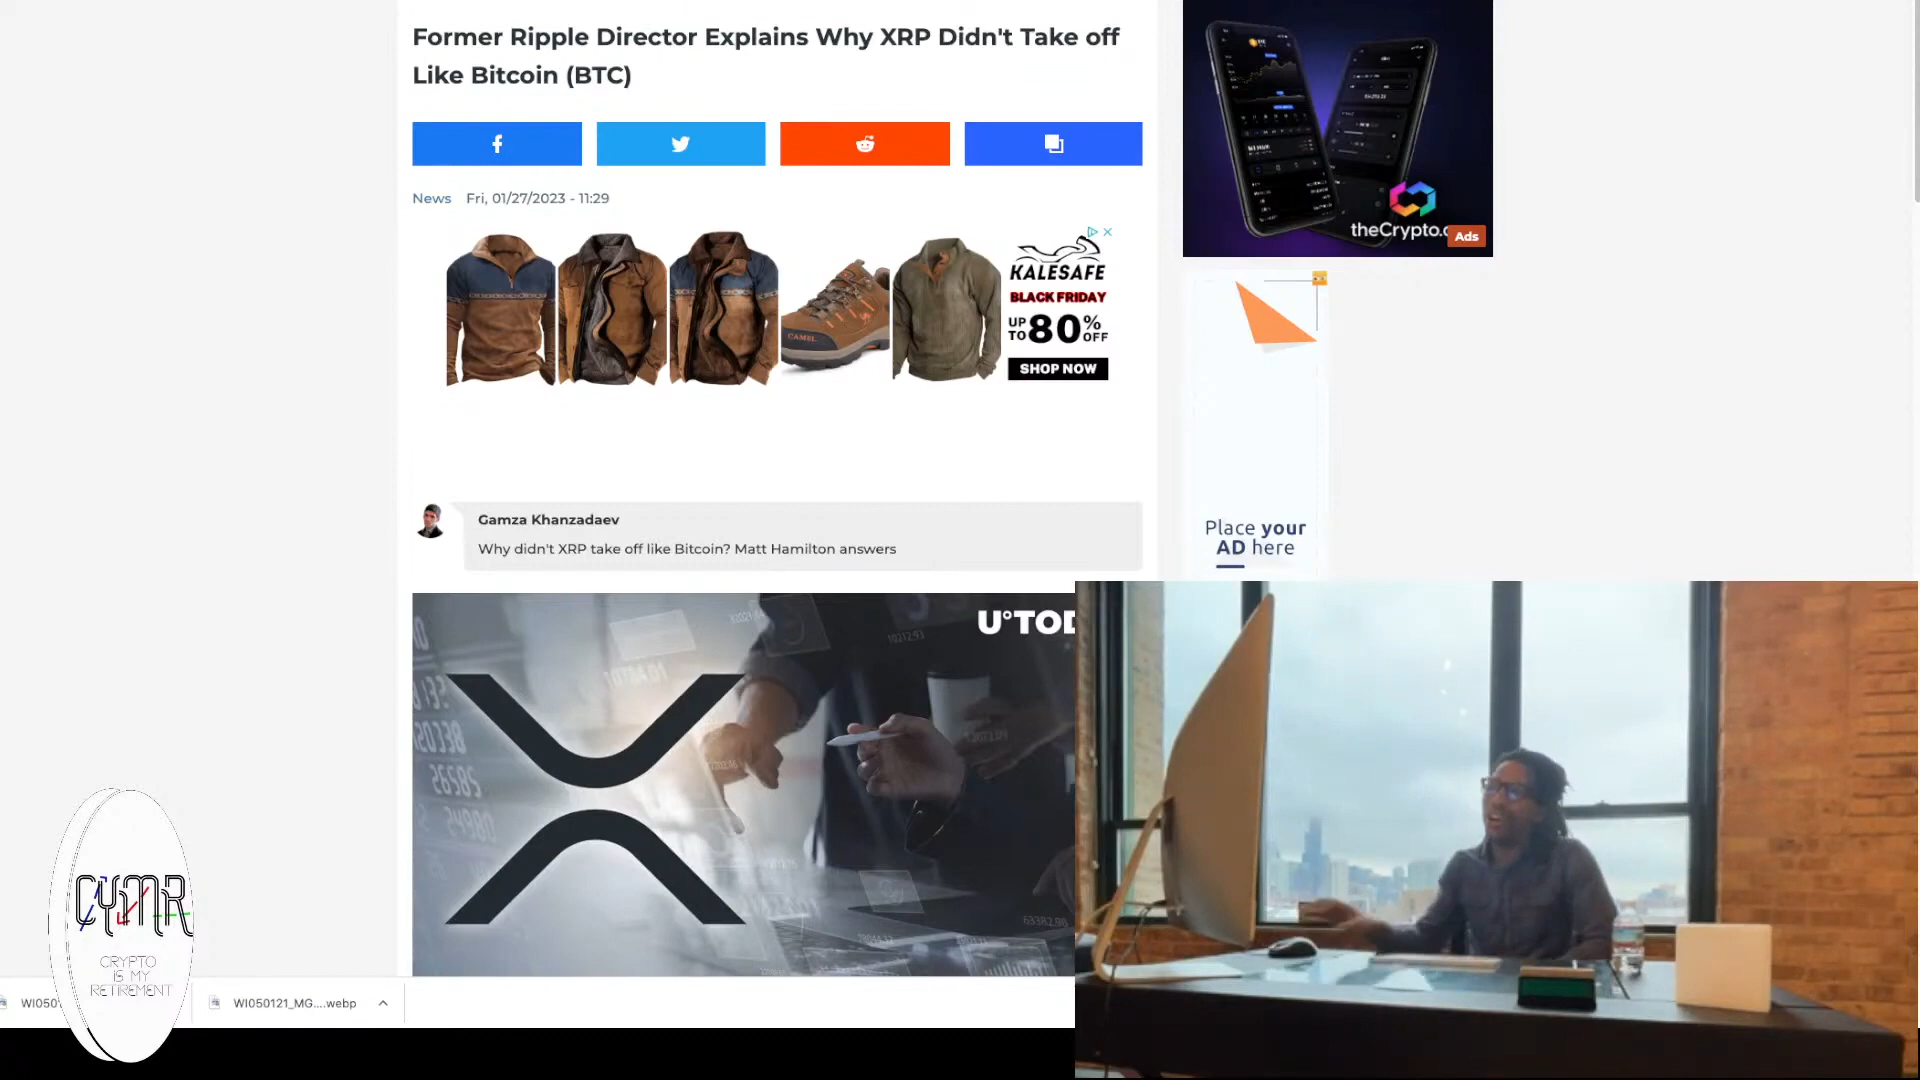 Former Ripple Director Explains Why XRP Didn't Take off
Like Bitcoin (BTC)
News Fri, 01/27/2023 - 11:29
KALESAFE
BLACK FRIDAY
UP TO 80% OFF
SHOP NOW
CAMEL
theCrypto.
Ads
Place your
AD here
Gamza Khanzadaev
Why didn't XRP take off like Bitcoin? Matt Hamilton answers
U°TOD
CYMR
CRYPTO
IS MY
RETIREMENT
WI050
WI050121_MG....webp